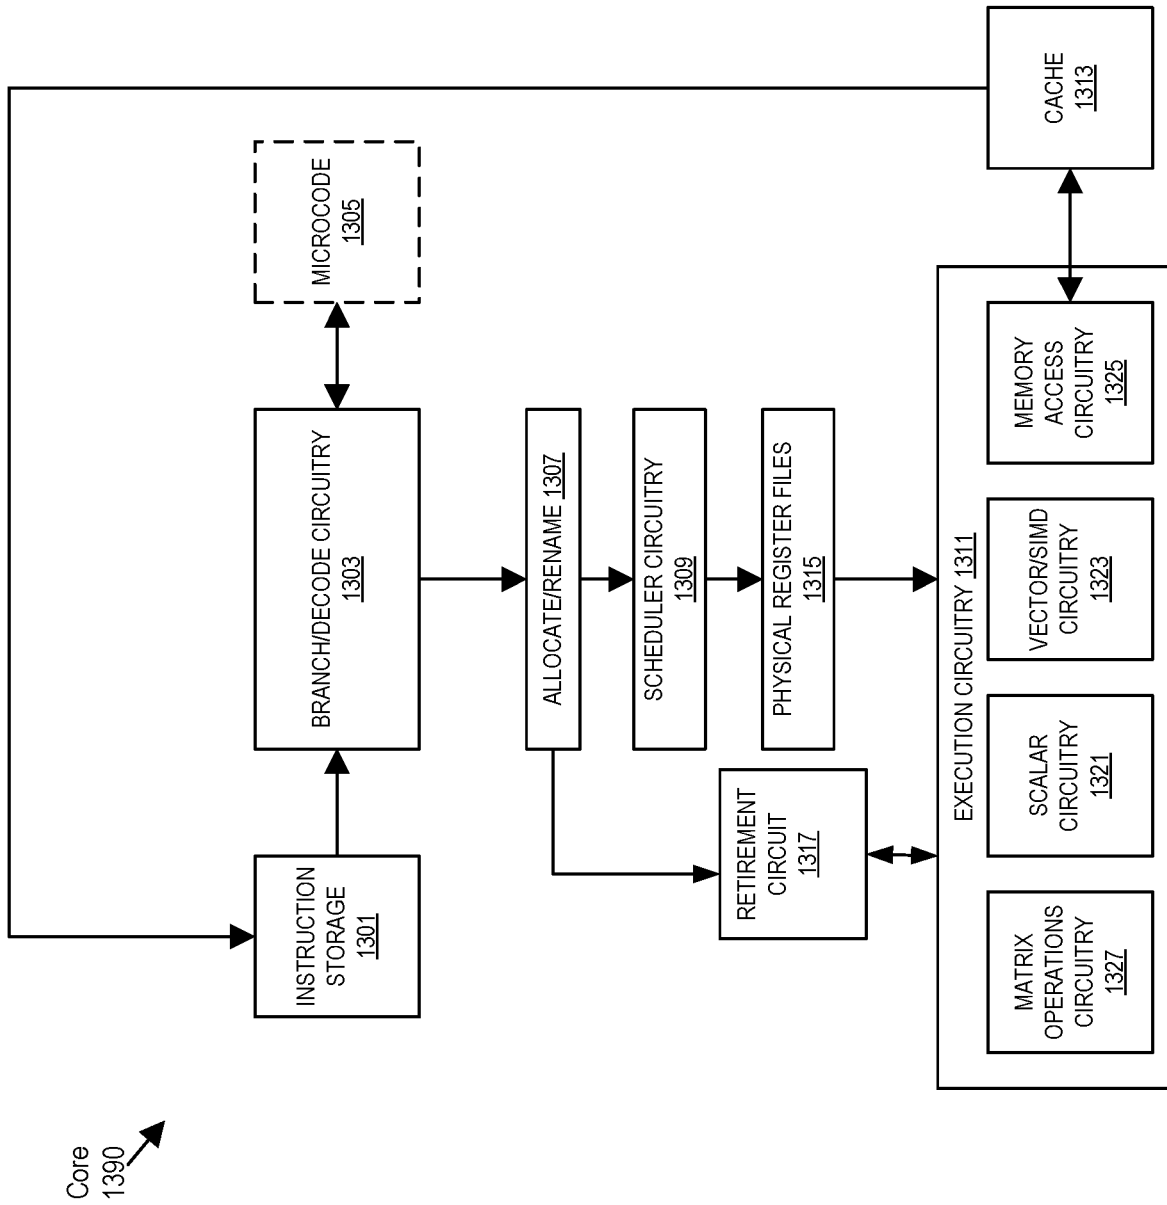 Core
1390
INSTRUCTION
STORAGE
1301
BRANCH/DECODE CIRCUITRY
1303
MICROCODE
1305
ALLOCATE/RENAME 1307
SCHEDULER CIRCUITRY
1309
PHYSICAL REGISTER FILES
1315
RETIREMENT
CIRCUIT
1317
EXECUTION CIRCUITRY 1311
MATRIX
OPERATIONS
CIRCUITRY
1327
SCALAR
CIRCUITRY
1321
VECTOR/SIMD
CIRCUITRY
1323
MEMORY
ACCESS
CIRCUITRY
1325
CACHE
1313